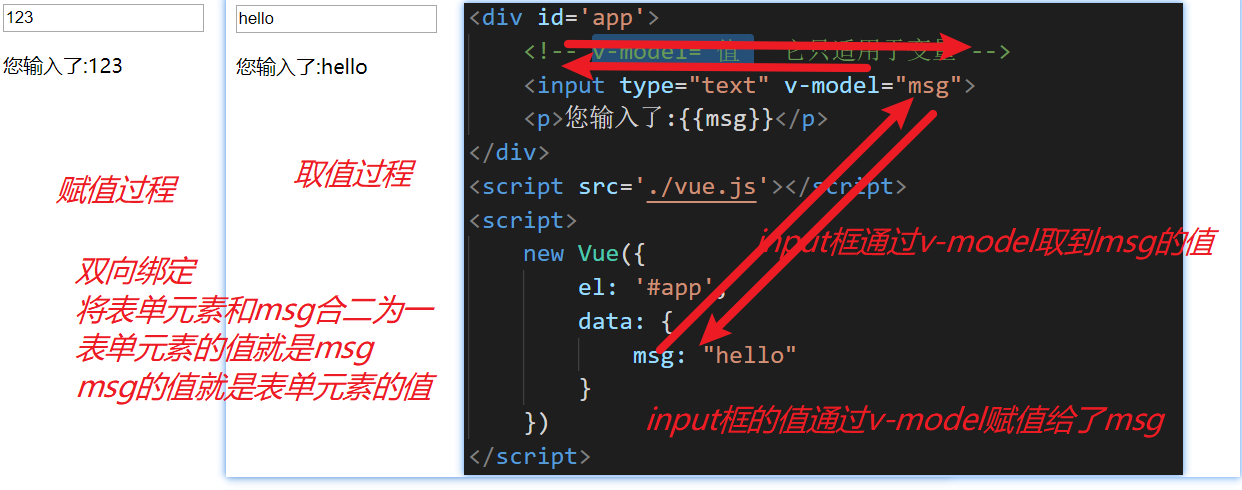 123
您输入了:123
赋值过程
双向绑定
将表单元素和msg合二为一
表单元素的值就是msg
msg的值就是表单元素的值
hello
您输入了:hello
取值过程
<div id='app'>
<!-- v-model="值" 它只适用于变量 -->
<input type="text" v-model="msg">
<p>您输入了:{{msg}}</p>
</div>
<script src='./vue.js'></script>
<script>
new Vue({
el: '#app',
data: {
msg: "hello"
}
})
</script>
input框通过v-model取到msg的值
input框的值通过v-model赋值给了msg